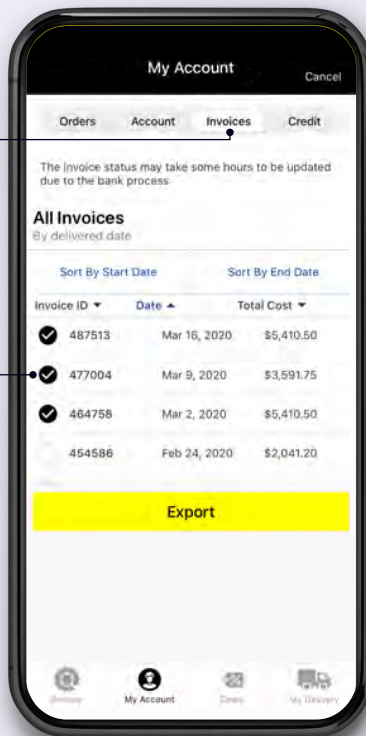 My Account
Cancel
Orders Account Invoices Credit
The invoice status may take some hours to be updated
due to the bank process
All Invoices
By delivered date
Sort By Start Date Sort By End Date
Invoice ID ▼ Date ▲ Total Cost ▼
487513 Mar 16, 2020 $5,410.50
477004 Mar 9, 2020 $3,591.75
464758 Mar 2, 2020 $5,410.50
454586 Feb 24, 2020 $2,041.20
Export
My Account My Delivery